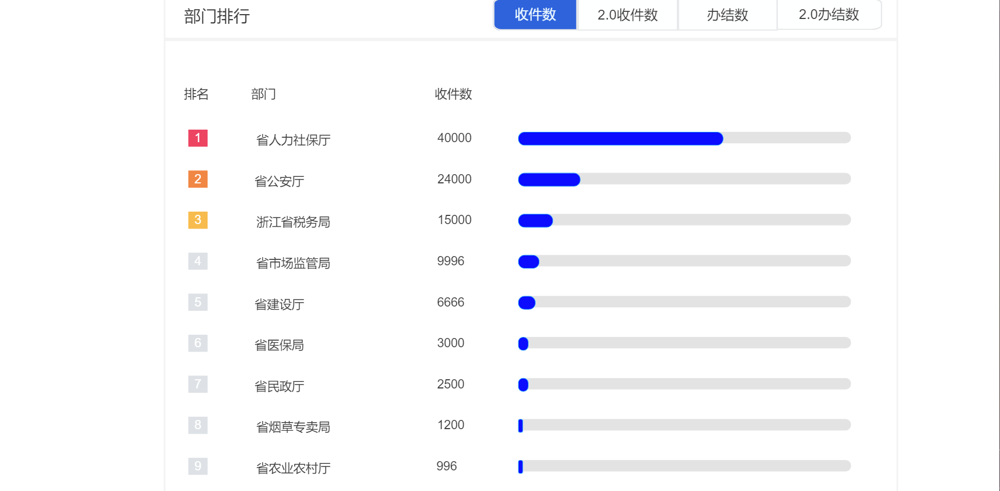 部门排行 收件数 2.0收件数 办结数 2.0办结数
排名 部门 收件数
1 省人力社保厅 40000
2 省公安厅 24000
3 浙江省税务局 15000
4 省市场监管局 9996
5 省建设厅 6666
6 省医保局 3000
7 省民政厅 2500
8 省烟草专卖局 1200
9 省农业农村厅 996